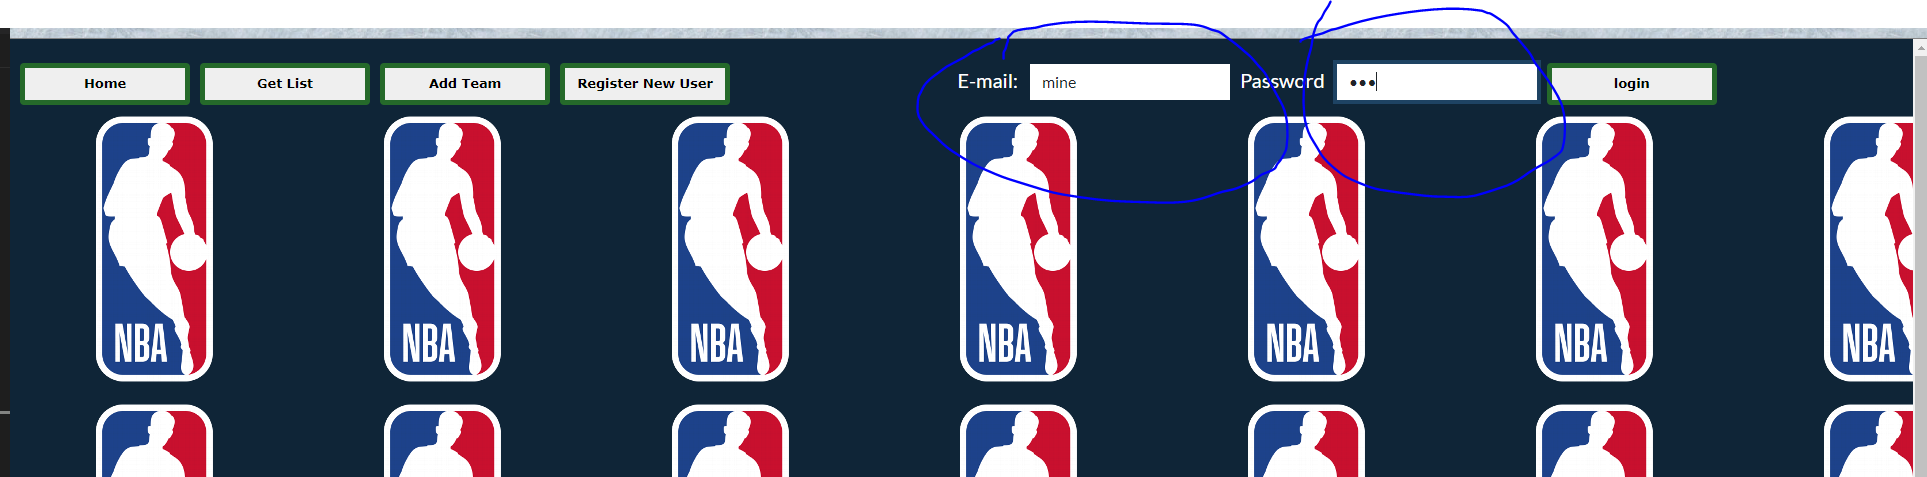 Home Get List Add Team Register New User E-mail: mine Password ••• login
NBA NBA NBA NBA NBA NBA NBA